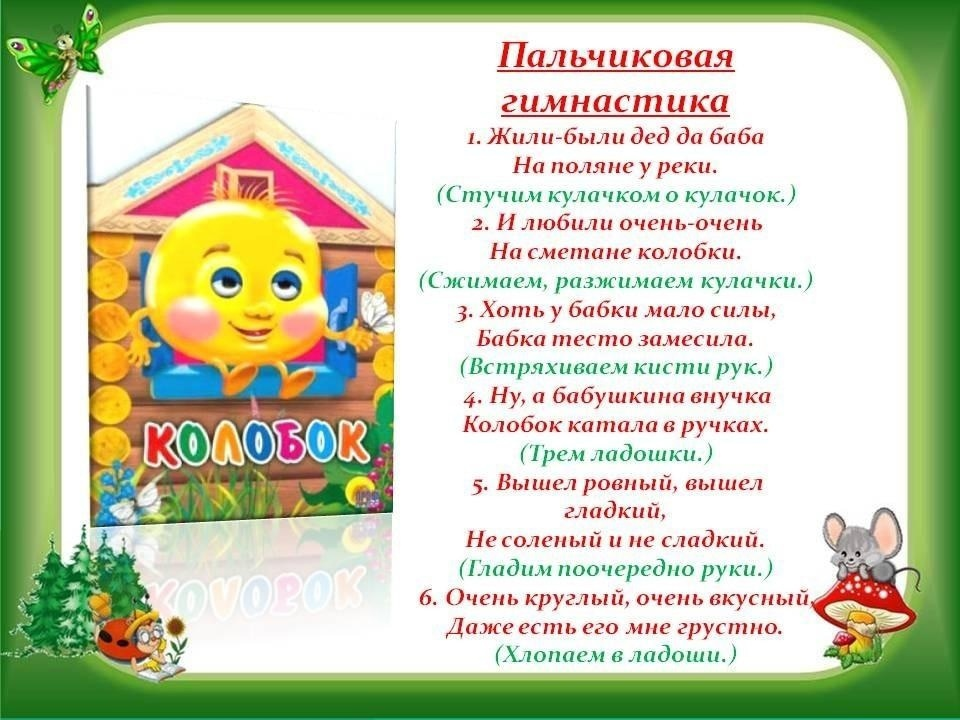 Пальчиковая
гимнастика
1. Жили-были дед да баба
На поляне у реки.
(Стучим кулачком о кулачок.)
2. И любили очень-очень
На сметане колобки.
(Сжимаем, разжимаем кулачки.)
3. Хоть у бабки мало силы,
Бабка тесто замесила.
(Встряхиваем кисти рук.)
4. Ну, а бабушкина внучка
Колобок катала в ручках.
(Трем ладошки.)
5. Вышел ровный, вышел
гладкий,
Не соленый и не сладкий.
(Гладим поочередно руки.)
6. Очень круглый, очень вкусный,
Даже есть его мне грустно.
(Хлопаем в ладоши.)
КОЛОБОК